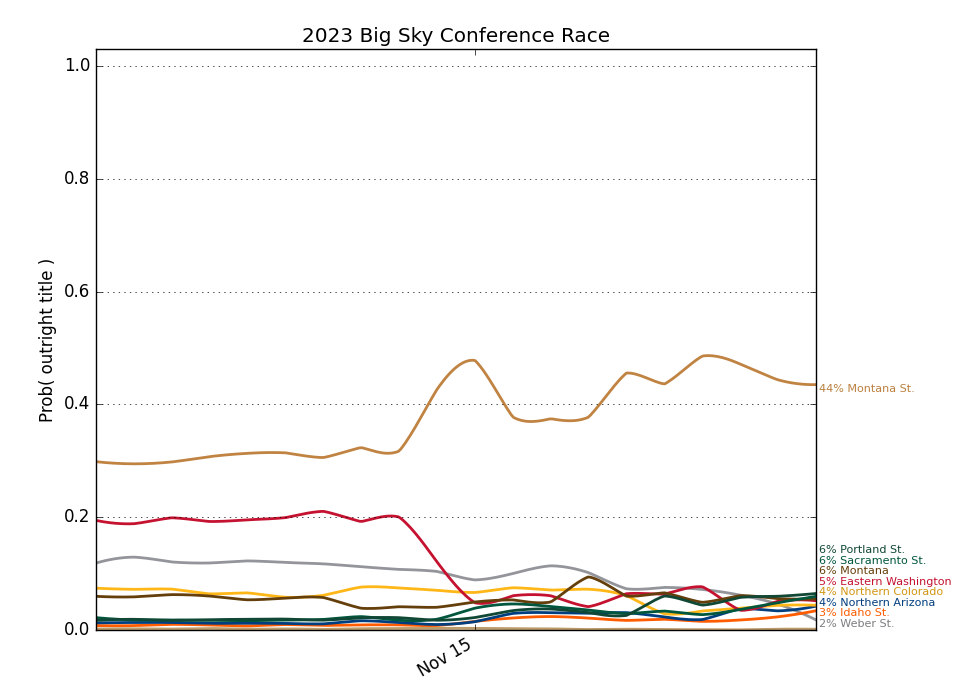 2023 Big Sky Conference Race
1.0
0.8
0.6
0.4
0.2
0.0
Prob( outright title )
Nov 15
44% Montana St.
6% Portland St.
6% Sacramento St.
6% Montana
5% Eastern Washington
4% Northern Colorado
4% Northern Arizona
3% Idaho St.
2% Weber St.